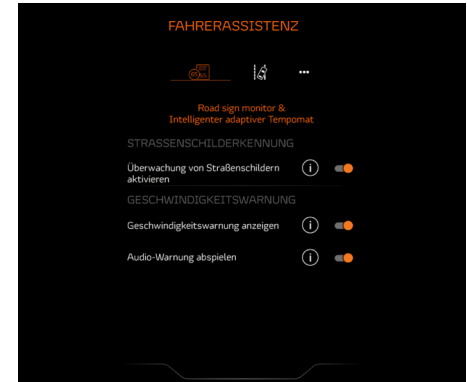 FAHRERASSISTENZ
Road sign monitor &
Intelligenter adaptiver Tempomat
STRASSENSCHILDERKENNUNG
Überwachung von Straßenschildern
aktivieren
GESCHWINDIGKEITSWARNUNG
Geschwindigkeitswarnung anzeigen
Audio-Warnung abspielen